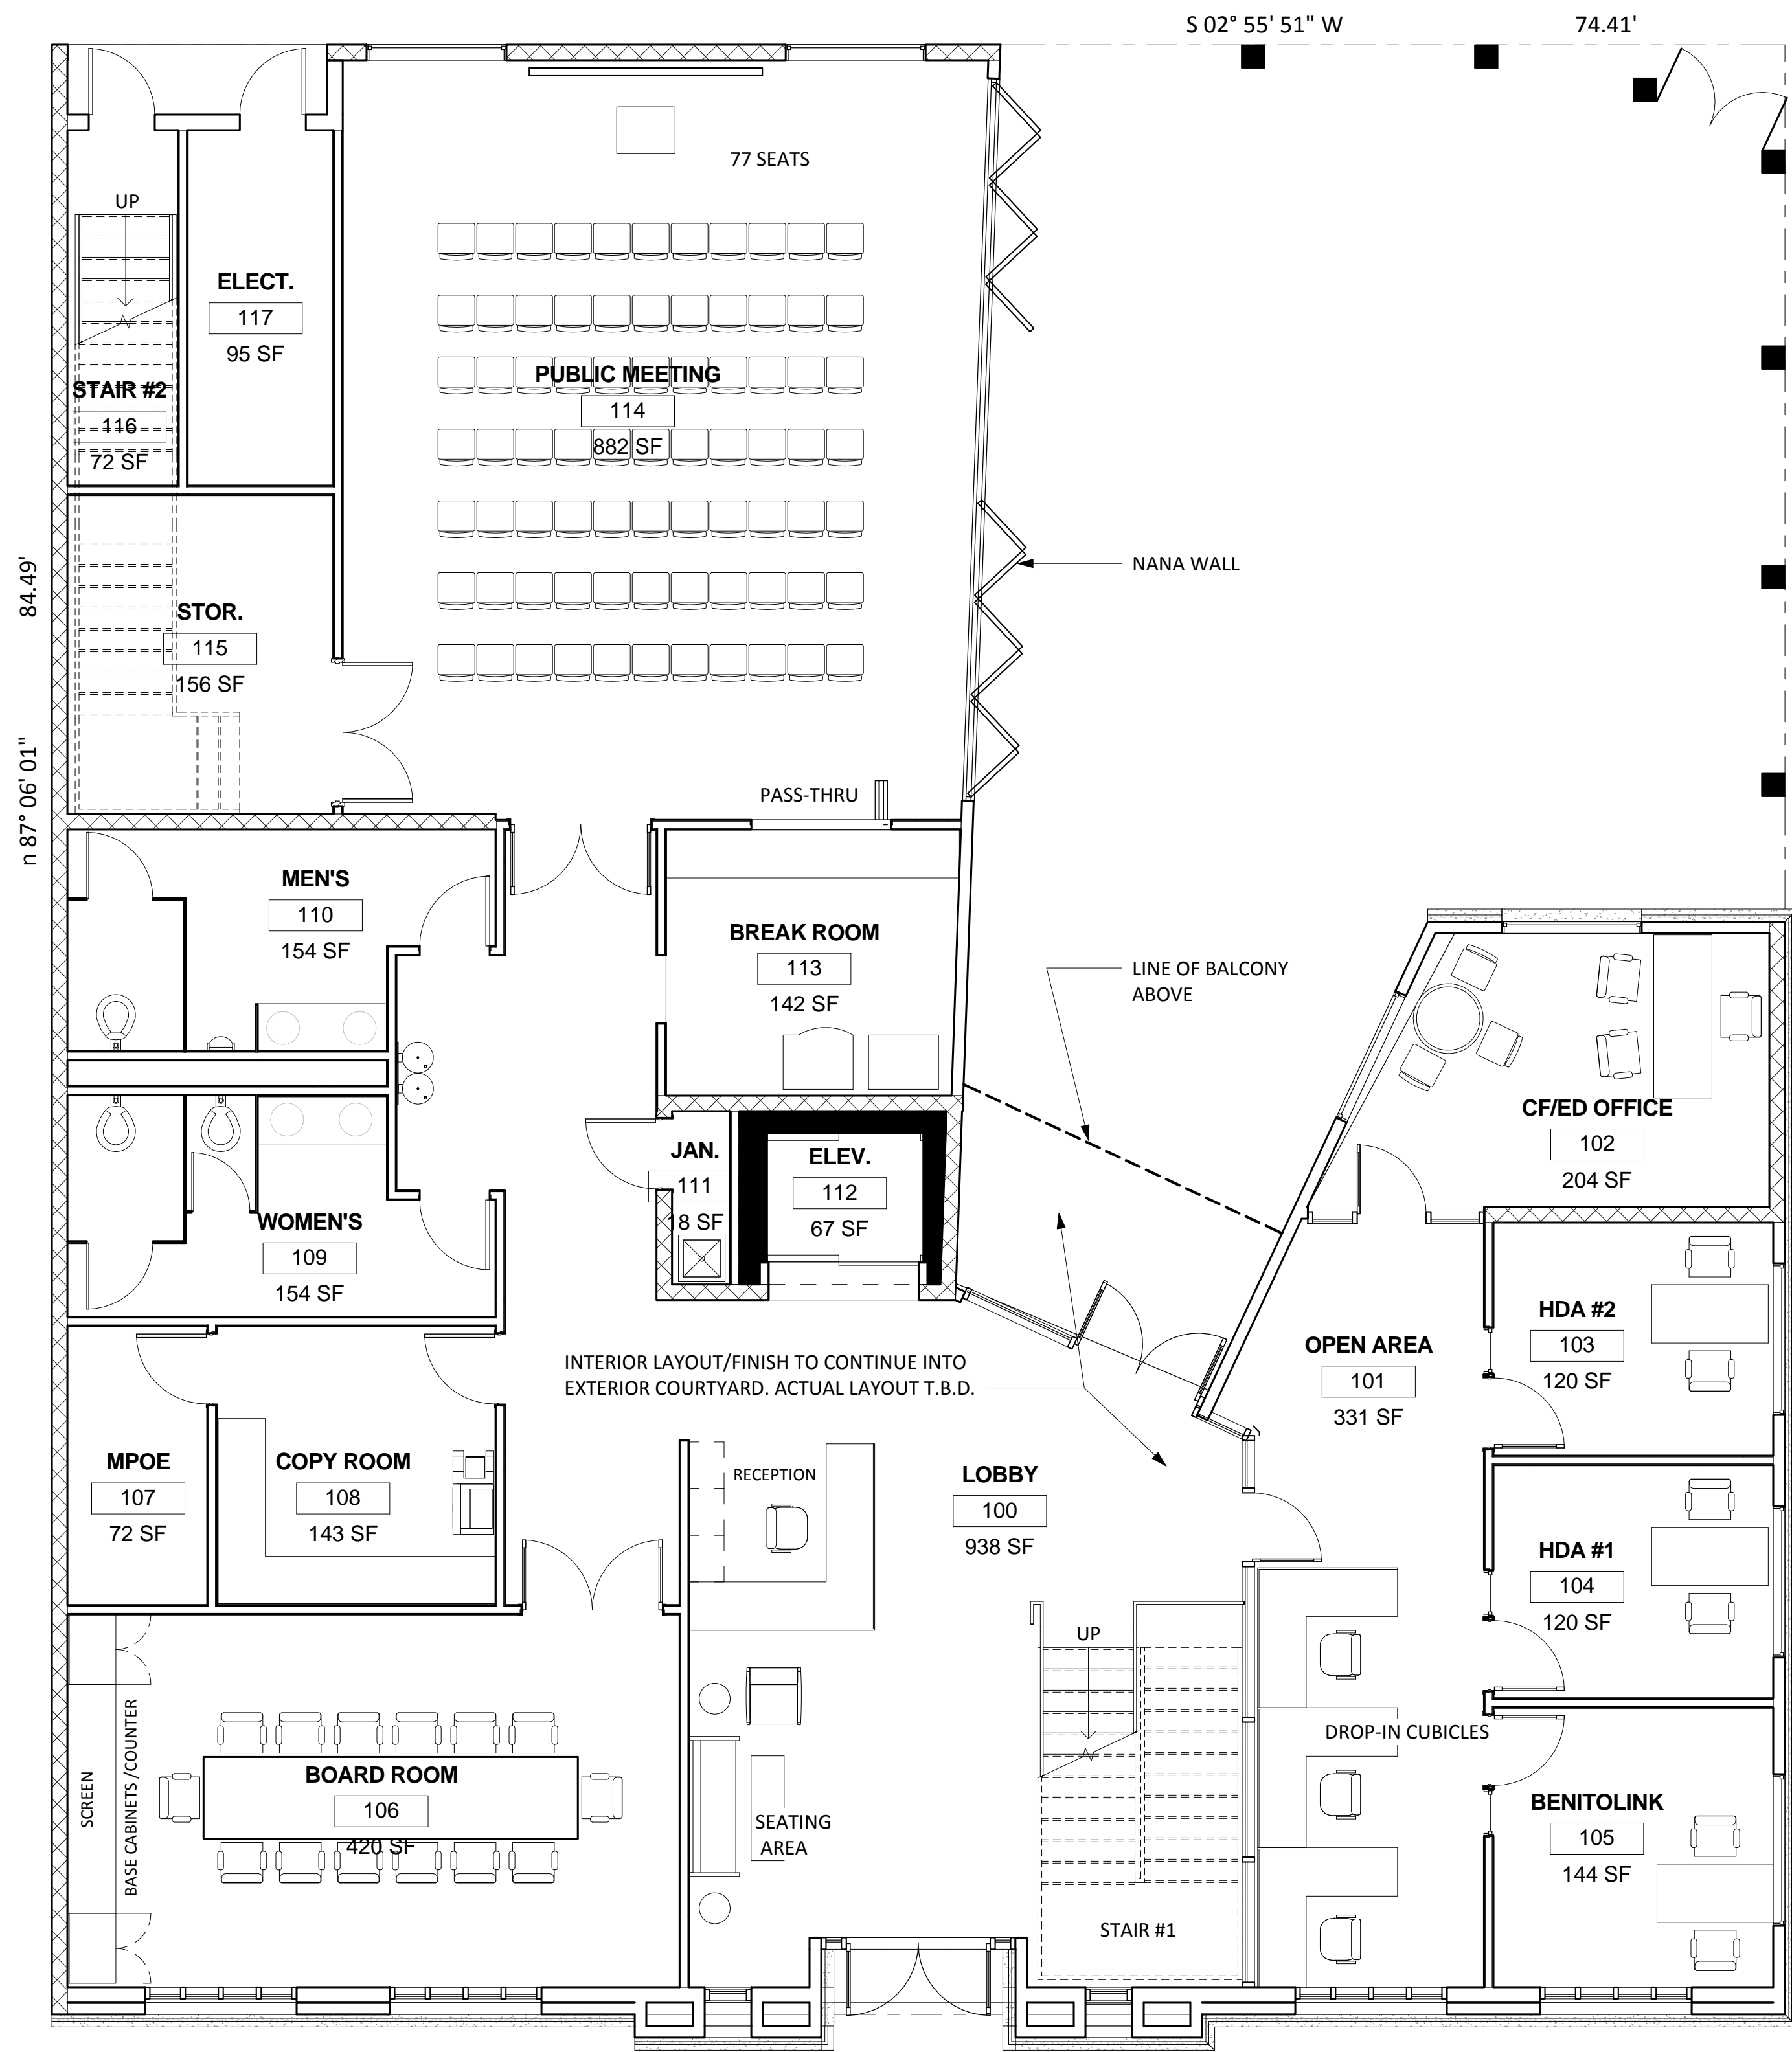 S 02° 55' 51" W
74.41'
77 SEATS
UP
ELECT.
117
95 SF
STAIR #2
116
72 SF
PUBLIC MEETING
114
882 SF
NANA WALL
84.49'
n 87° 06' 01"
STOR.
115
156 SF
PASS-THRU
MEN'S
110
154 SF
BREAK ROOM
113
142 SF
LINE OF BALCONY
ABOVE
CF/ED OFFICE
102
204 SF
JAN.
111
18 SF
ELEV.
112
67 SF
WOMEN'S
109
154 SF
HDA #2
103
120 SF
OPEN AREA
101
331 SF
INTERIOR LAYOUT/FINISH TO CONTINUE INTO
EXTERIOR COURTYARD. ACTUAL LAYOUT T.B.D.
MPOE
107
72 SF
COPY ROOM
108
143 SF
RECEPTION
LOBBY
100
938 SF
HDA #1
104
120 SF
UP
DROP-IN CUBICLES
SCREEN
BASE CABINETS /COUNTER
BOARD ROOM
106
420 SF
SEATING
AREA
BENITOLINK
105
144 SF
STAIR #1